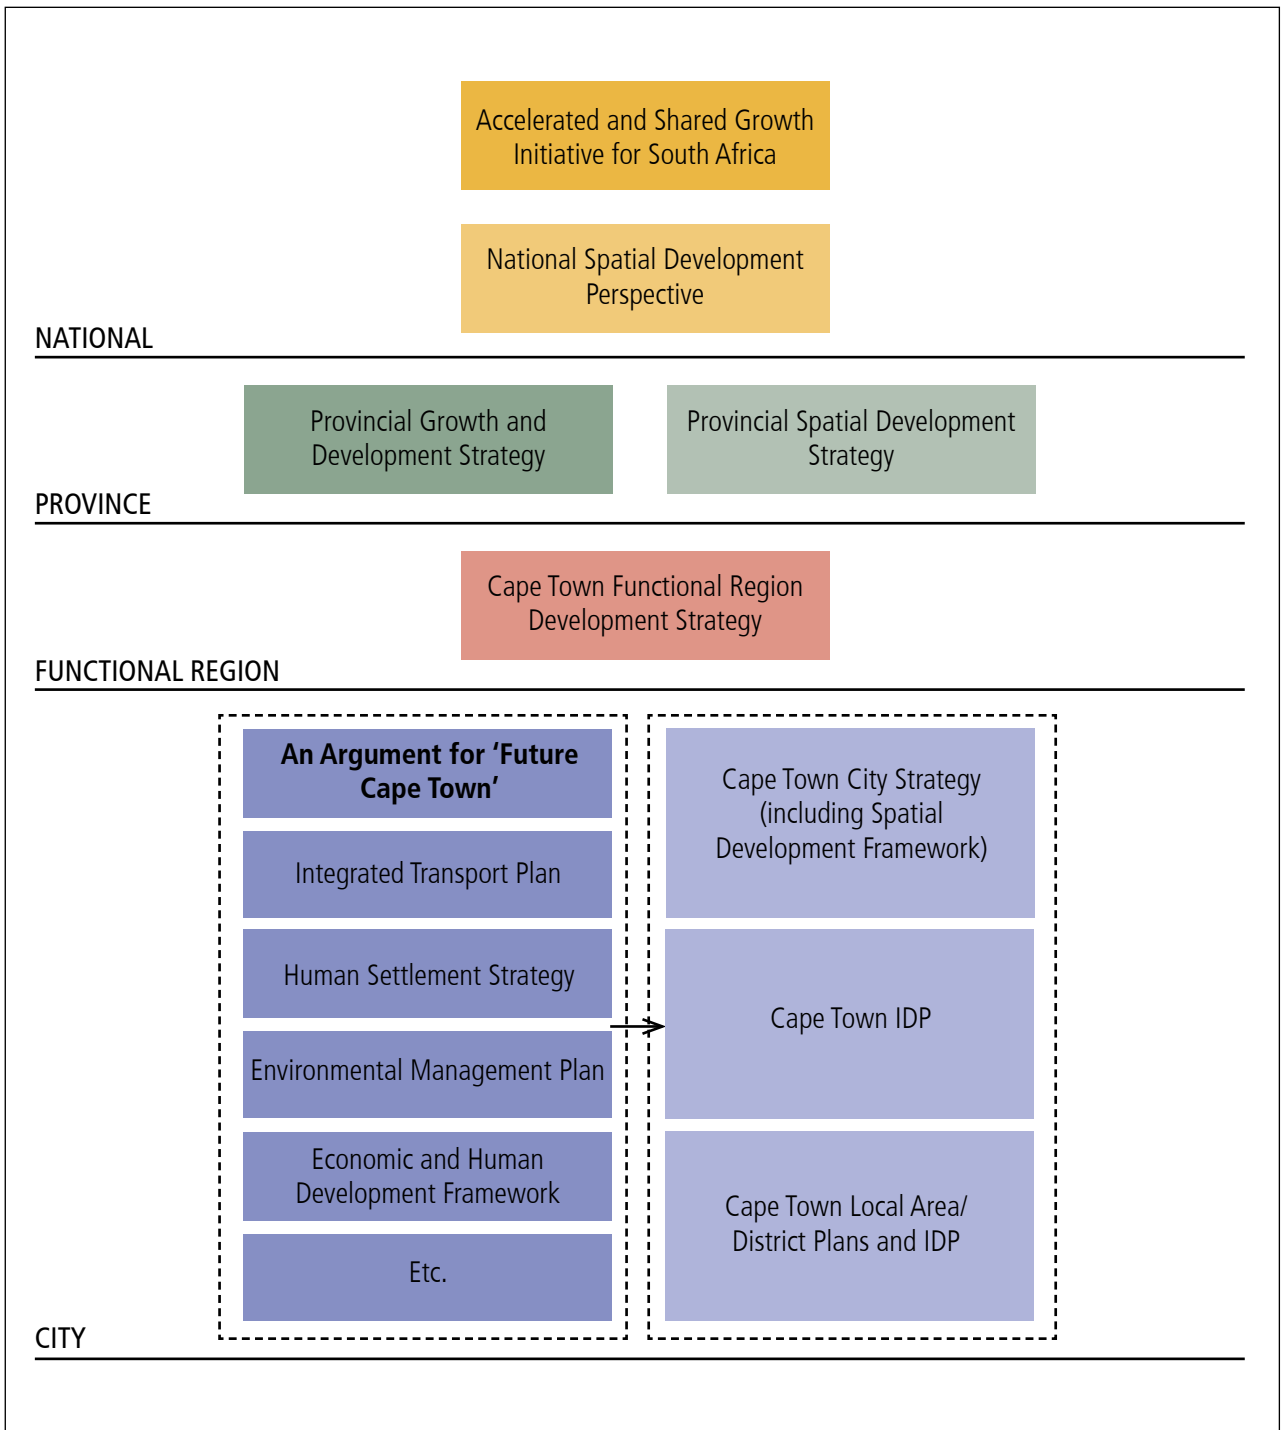 Accelerated and Shared Growth
Initiative for South Africa
National Spatial Development
Perspective
NATIONAL
Provincial Growth and
Development Strategy
Provincial Spatial Development
Strategy
PROVINCE
Cape Town Functional Region
Development Strategy
FUNCTIONAL REGION
An Argument for ‘Future
Cape Town’
Integrated Transport Plan
Human Settlement Strategy
Environmental Management Plan
Economic and Human
Development Framework
Etc.
Cape Town City Strategy
(including Spatial
Development Framework)
Cape Town IDP
Cape Town Local Area/
District Plans and IDP
CITY